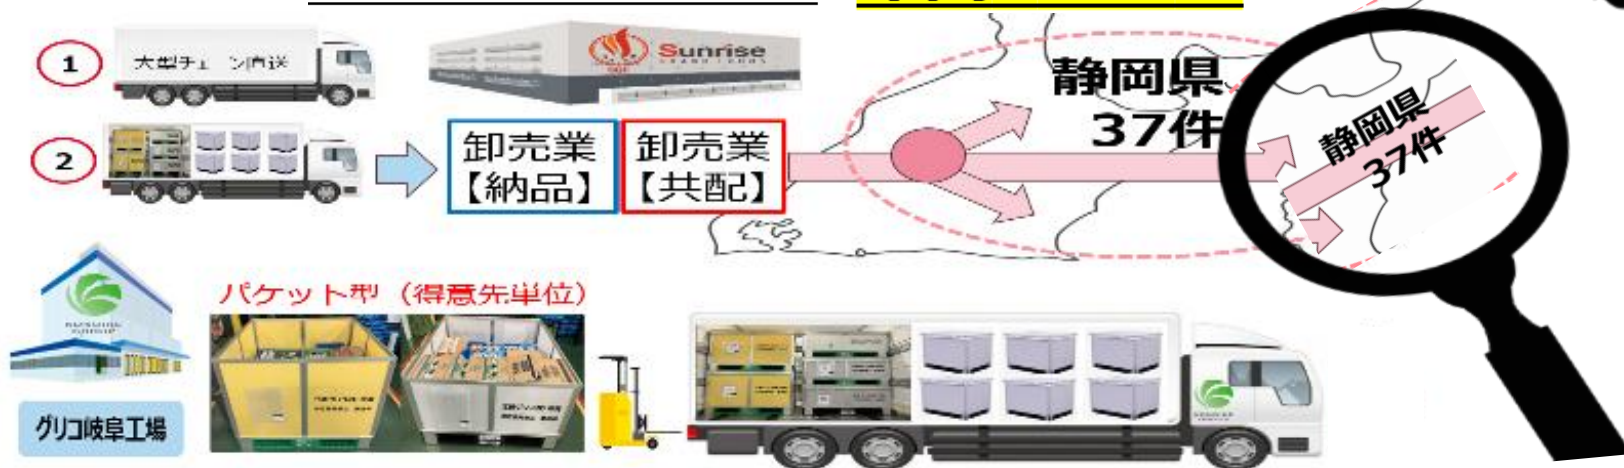 1
大型チェーン直送
Sunrise
2
卸売業
【納品】
卸売業
【共配】
静岡県
37件
静岡県
37件
パケット型（得意先単位）
グリコ岐阜工場